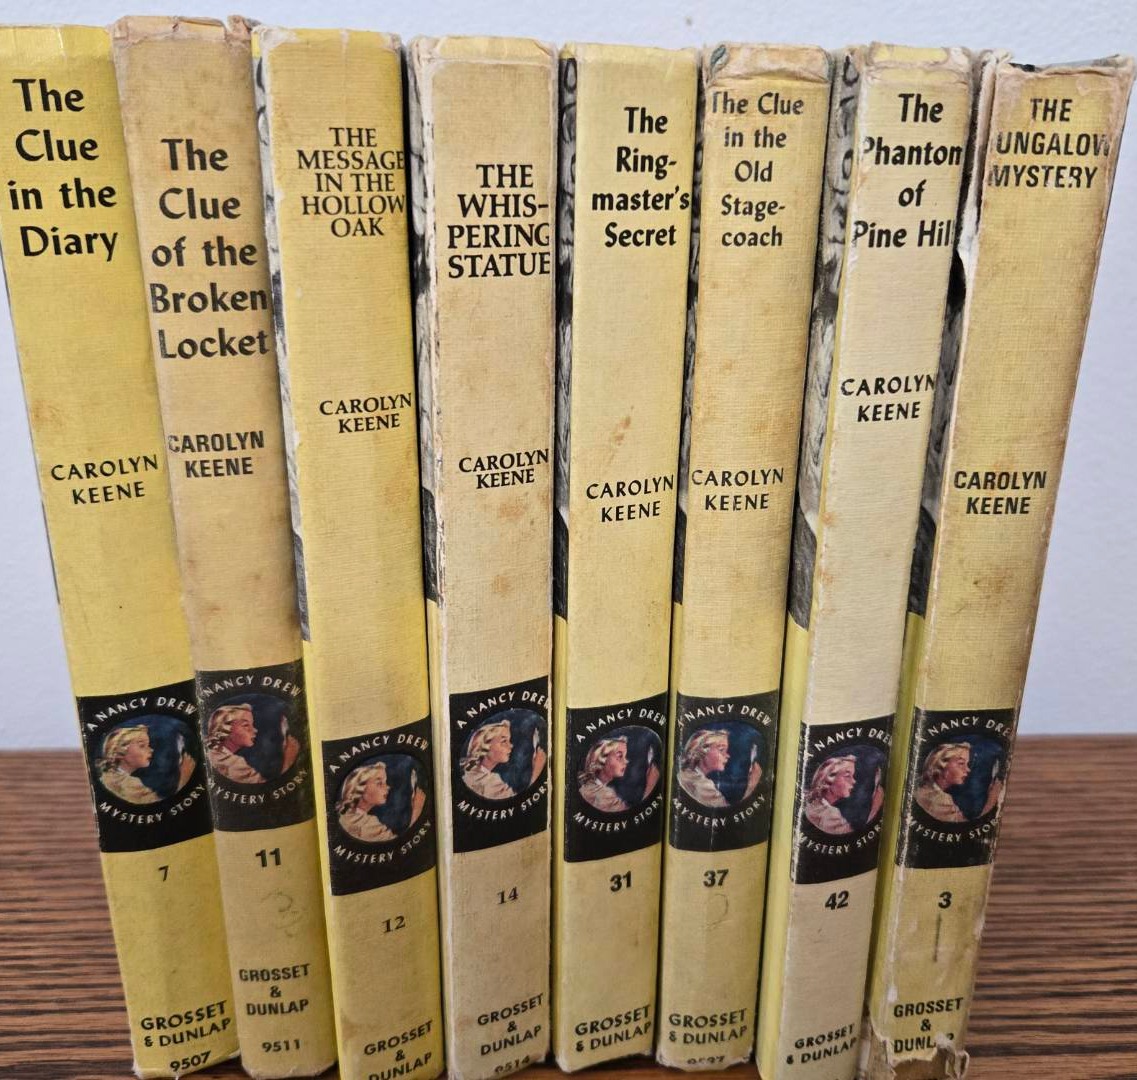 The
Clue
in the
Diary
CAROLYN
KEENE
A NANCY DREW
MYSTERY STORY
7
GROSSET
& DUNLAP
9507
The
Clue
of the
Broken
Locket
CAROLYN
KEENE
NANCY DREW
MYSTERY STORY
11
3
GROSSET
&
DUNLAP
9511
THE
MESSAGE
IN THE
HOLLOW
OAK
CAROLYN
KEENE
A NANCY DREW
MYSTERY STORY
12
GROSSET
&
DUNLAP
THE
WHIS-
PERING
STATUE
CAROLYN
KEENE
A NANCY DREW
MYSTERY STORY
14
GROSSET
&
DUNLAP
9514
The
Ring-
master's
Secret
CAROLYN
KEENE
A NANCY DREW
MYSTERY STORY
31
GROSSET
& DUNLAP
The Clue
in the
Old
Stage-
coach
CAROLYN
KEENE
A NANCY DREW
MYSTERY STORY
37
GROSSET
& DUNLAP
The
Phantom
of
Pine Hill
CAROLYN
KEENE
A NANCY DREW
MYSTERY STORY
42
GROSSET
& DUNLAP
THE
UNGALOW
MYSTERY
CAROLYN
KEENE
NANCY DREW
MYSTERY STORY
3
GROSSET
&
DUNL